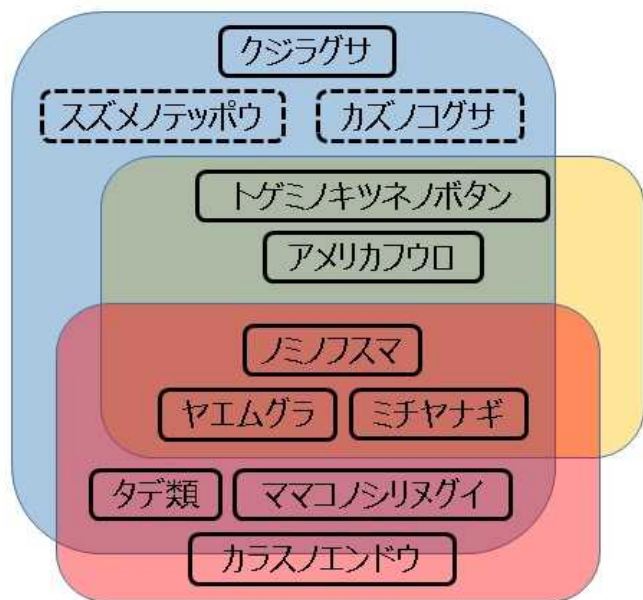 クジラグサ
スズメノテッポウ カズノコグサ
トゲミノキツネノボタン
アメリカフウロ
ノミノフスマ
ヤエムグラ ミチヤナギ
タデ類 ママコノシリヌグイ
カラスノエンドウ